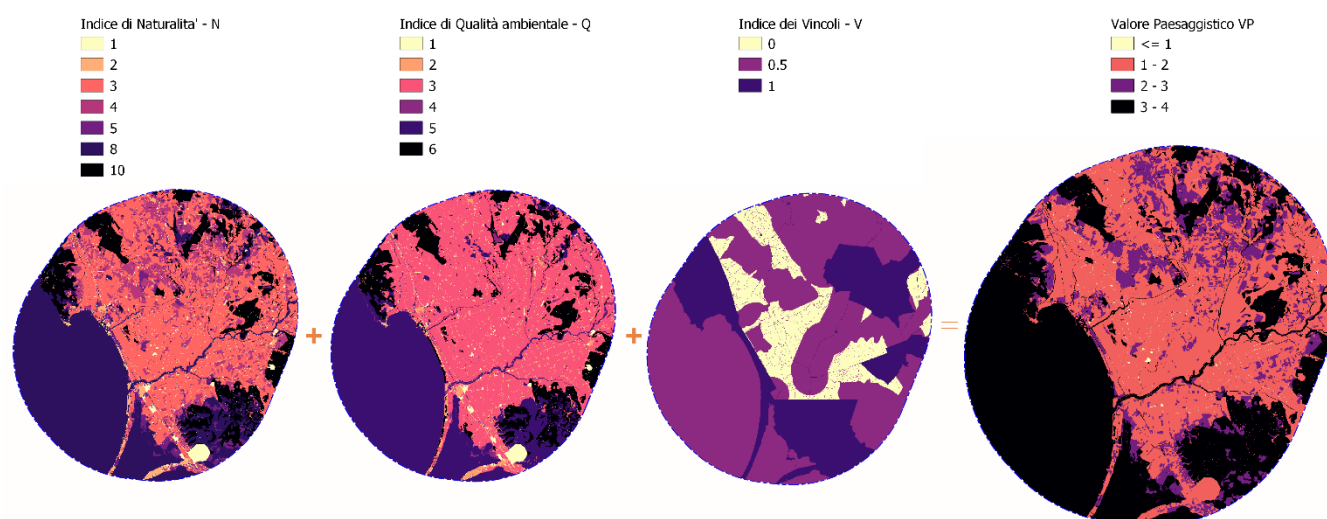 Indice di Naturalita' - N
1
2
3
4
5
8
10
Indice di Qualità ambientale - Q
1
2
3
4
5
6
Indice dei Vincoli - V
0
0.5
1
Valore Paesaggistico VP
<= 1
1 - 2
2 - 3
3 - 4
+
+
=